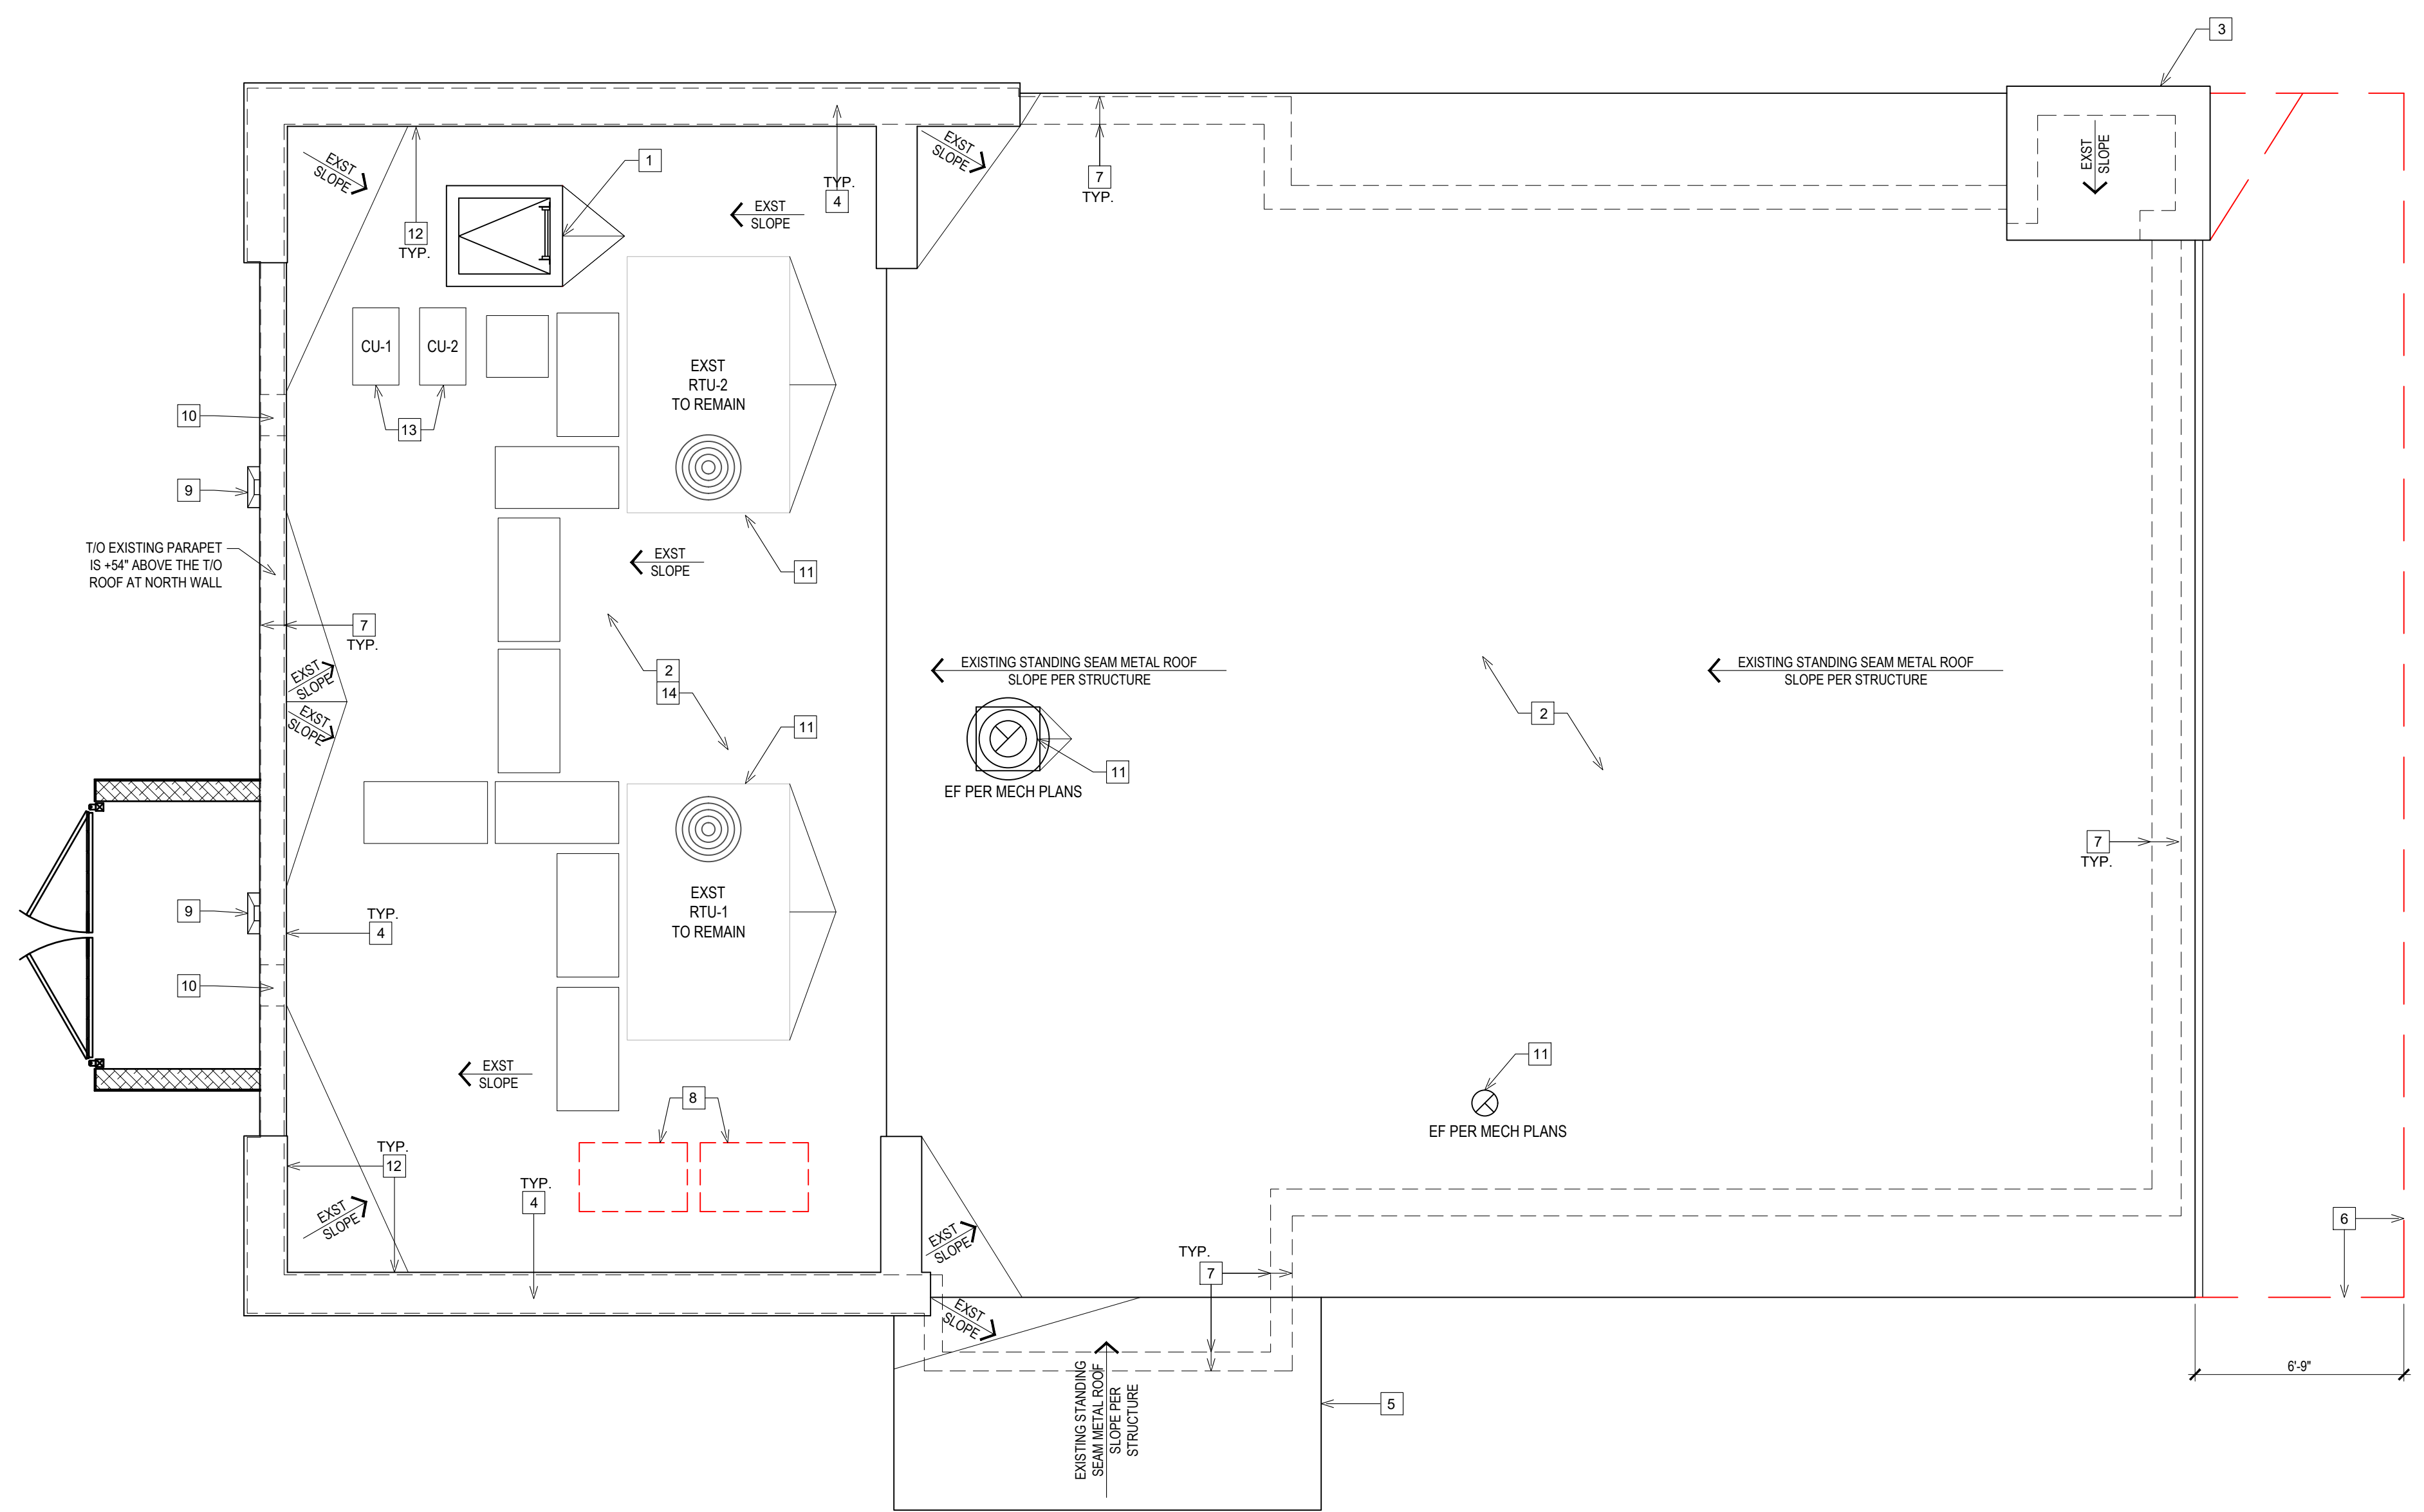 3
EXST
SLOPE
1
TYP.
4
EXST
SLOPE
EXST
SLOPE
7
TYP.
EXST
SLOPE
12
TYP.
EXST
SLOPE
CU-1
CU-2
13
EXST
RTU-2
TO REMAIN
10
9
T/O EXISTING PARAPET
IS +54" ABOVE THE T/O
ROOF AT NORTH WALL
EXST
SLOPE
11
7
TYP.
2
14
EXST
SLOPE
EXST
SLOPE
11
EXISTING STANDING SEAM METAL ROOF
SLOPE PER STRUCTURE
EXISTING STANDING SEAM METAL ROOF
SLOPE PER STRUCTURE
2
11
EF PER MECH PLANS
7
TYP.
9
TYP.
4
EXST
RTU-1
TO REMAIN
10
EXST
SLOPE
8
11
EF PER MECH PLANS
TYP.
12
TYP.
4
EXST
SLOPE
EXST
SLOPE
TYP.
7
6
EXST
SLOPE
EXISTING STANDING
SEAM METAL ROOF
SLOPE PER
STRUCTURE
5
6'-9"